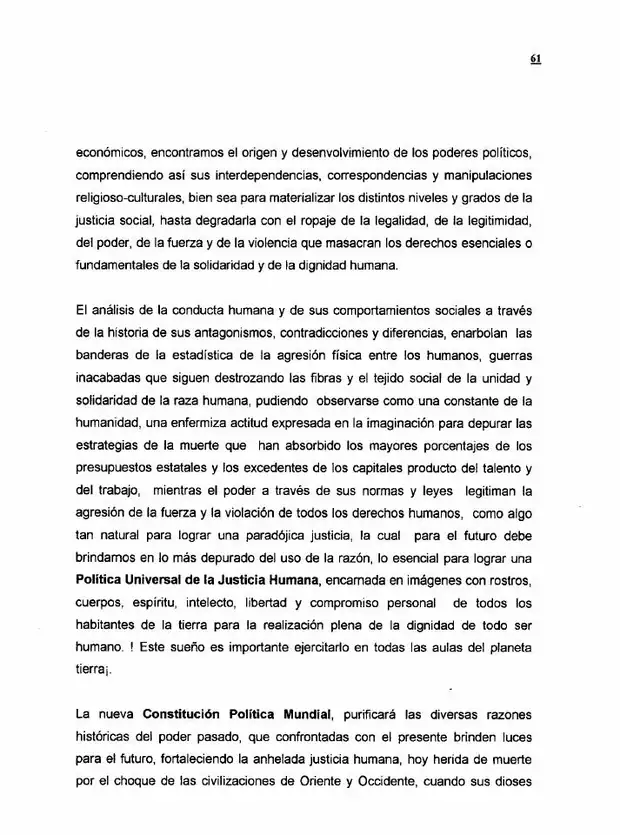 61
económicos, encontramos el origen y desenvolvimiento de los poderes políticos,
comprendiendo así sus interdependencias, correspondencias y manipulaciones
religioso-culturales, bien sea para materializar los distintos niveles y grados de la
justicia social, hasta degradarla con el ropaje de la legalidad, de la legitimidad,
del poder, de la fuerza y de la violencia que masacran los derechos esenciales o
fundamentales de la solidaridad y de la dignidad humana.
El análisis de la conducta humana y de sus comportamientos sociales a través
de la historia de sus antagonismos, contradicciones y diferencias, enarbolan las
banderas de la estadística de la agresión física entre los humanos, guerras
inacabadas que siguen destrozando las fibras y el tejido social de la unidad y
solidaridad de la raza humana, pudiendo observarse como una constante de la
humanidad, una enfermiza actitud expresada en la imaginación para depurar las
estrategias de la muerte que han absorbido los mayores porcentajes de los
presupuestos estatales y los excedentes de los capitales producto del talento y
del trabajo, mientras el poder a través de sus normas y leyes legitiman la
agresión de la fuerza y la violación de todos los derechos humanos, como algo
tan natural para lograr una paradójica justicia, la cual para el futuro debe
brindarnos en lo más depurado del uso de la razón, lo esencial para lograr una
Política Universal de la Justicia Humana, encarnada en imágenes con rostros,
cuerpos, espíritu, intelecto, libertad y compromiso personal de todos los
habitantes de la tierra para la realización plena de la dignidad de todo ser
humano. ! Este sueño es importante ejercitarlo en todas las aulas del planeta
tierra¡.
La nueva Constitución Política Mundial, purificará las diversas razones
históricas del poder pasado, que confrontadas con el presente brinden luces
para el futuro, fortaleciendo la anhelada justicia humana, hoy herida de muerte
por el choque de las civilizaciones de Oriente y Occidente, cuando sus dioses